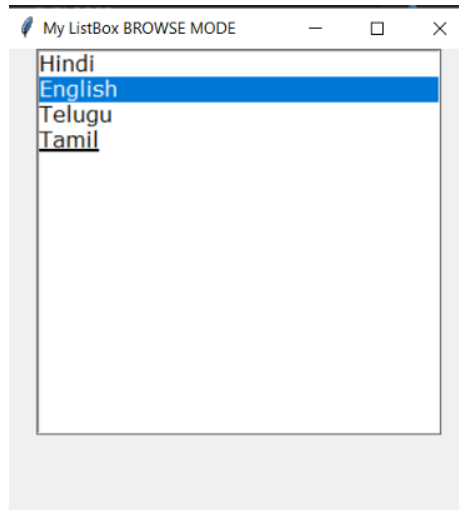 My ListBox BROWSE MODE
Hindi
English
Telugu
Tamil